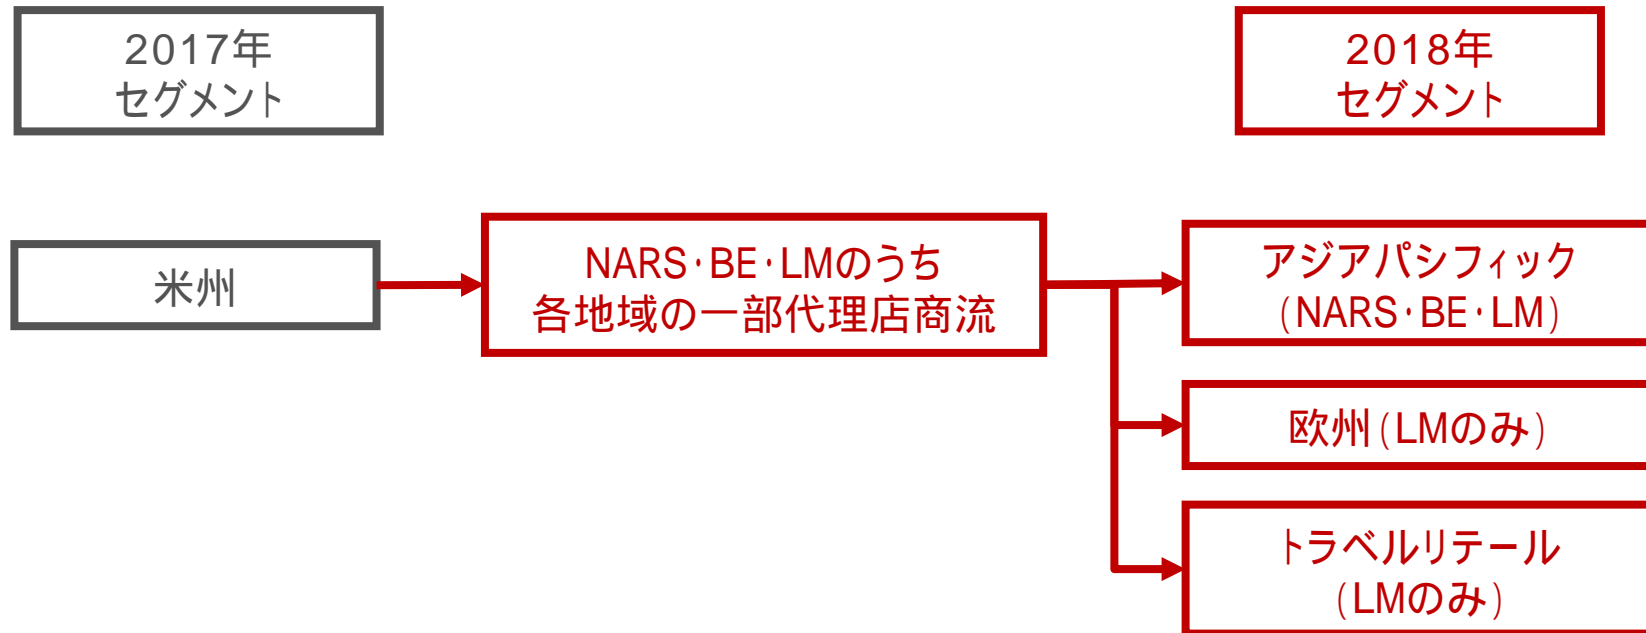 2017年
セグメント
2018年
セグメント
米州
NARS・BE・LMのうち
各地域の一部代理店商流
アジアパシフィック
(NARS・BE・LM)
欧州(LMのみ)
トラベルリテール
(LMのみ)